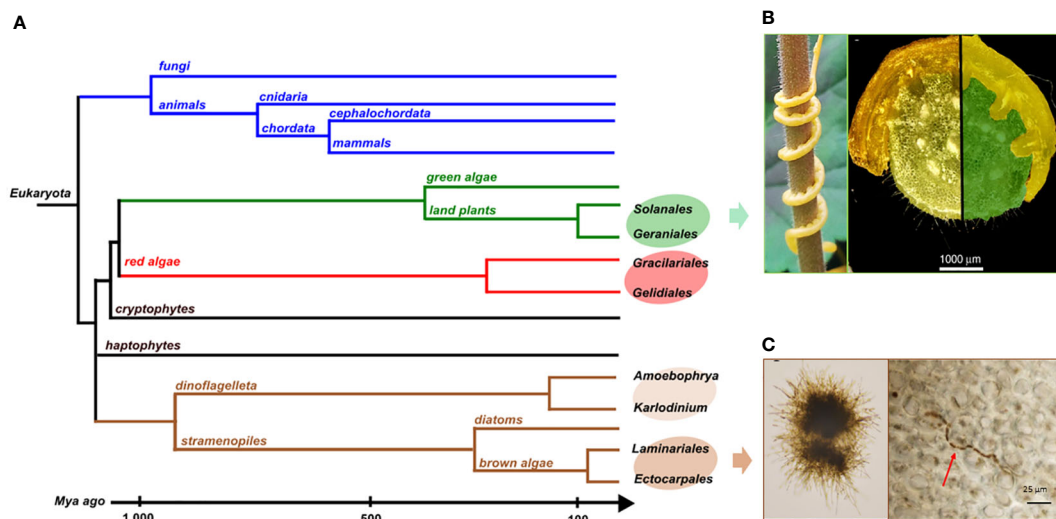 A
fungi
animals
cnidaria
cephalochordata
chordata
mammals
Eukaryota
green algae
land plants
Solanales
Geraniales
red algae
Gracilariales
Gelidiales
cryptophytes
haptophytes
dinoflagelleta
Amoebophrya
Karlodinium
stramenopiles
diatoms
brown algae
Laminariales
Ectocarpales
Mya ago
1 000
500
100
B
1000 µm
C
25 µm